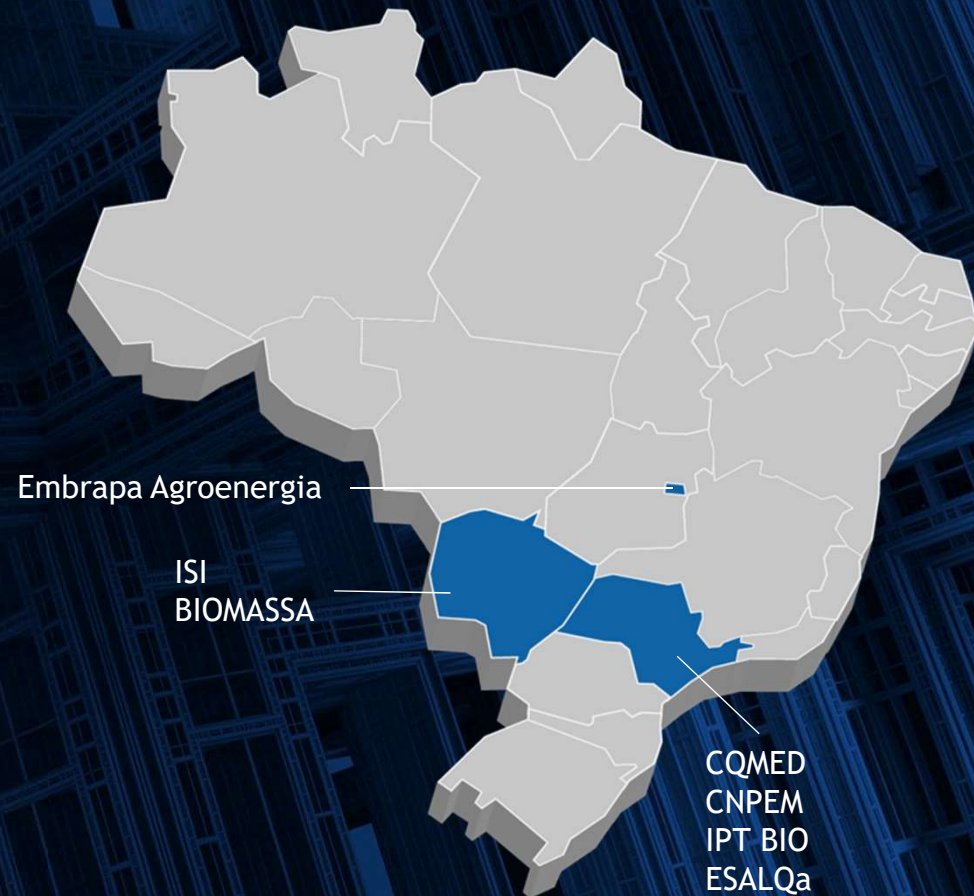 Embrapa Agroenergia
ISI
BIOMASSA
CQMED
CNPEM
IPT BIO
ESALQa